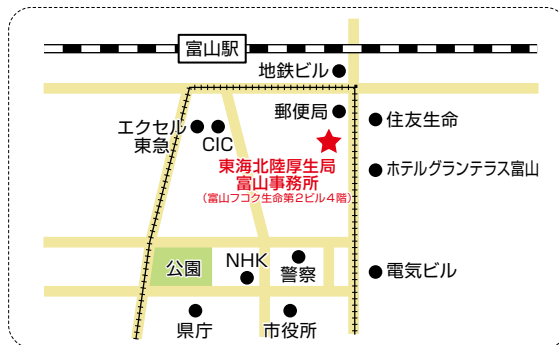 富山駅
地鉄ビル
郵便局
住友生命
エクセル
東急
CIC
東海北陸厚生局
富山事務所
(富山フコク生命第2ビル4階)
ホテルグランテラス富山
公園
NHK
警察
電気ビル
県庁
市役所